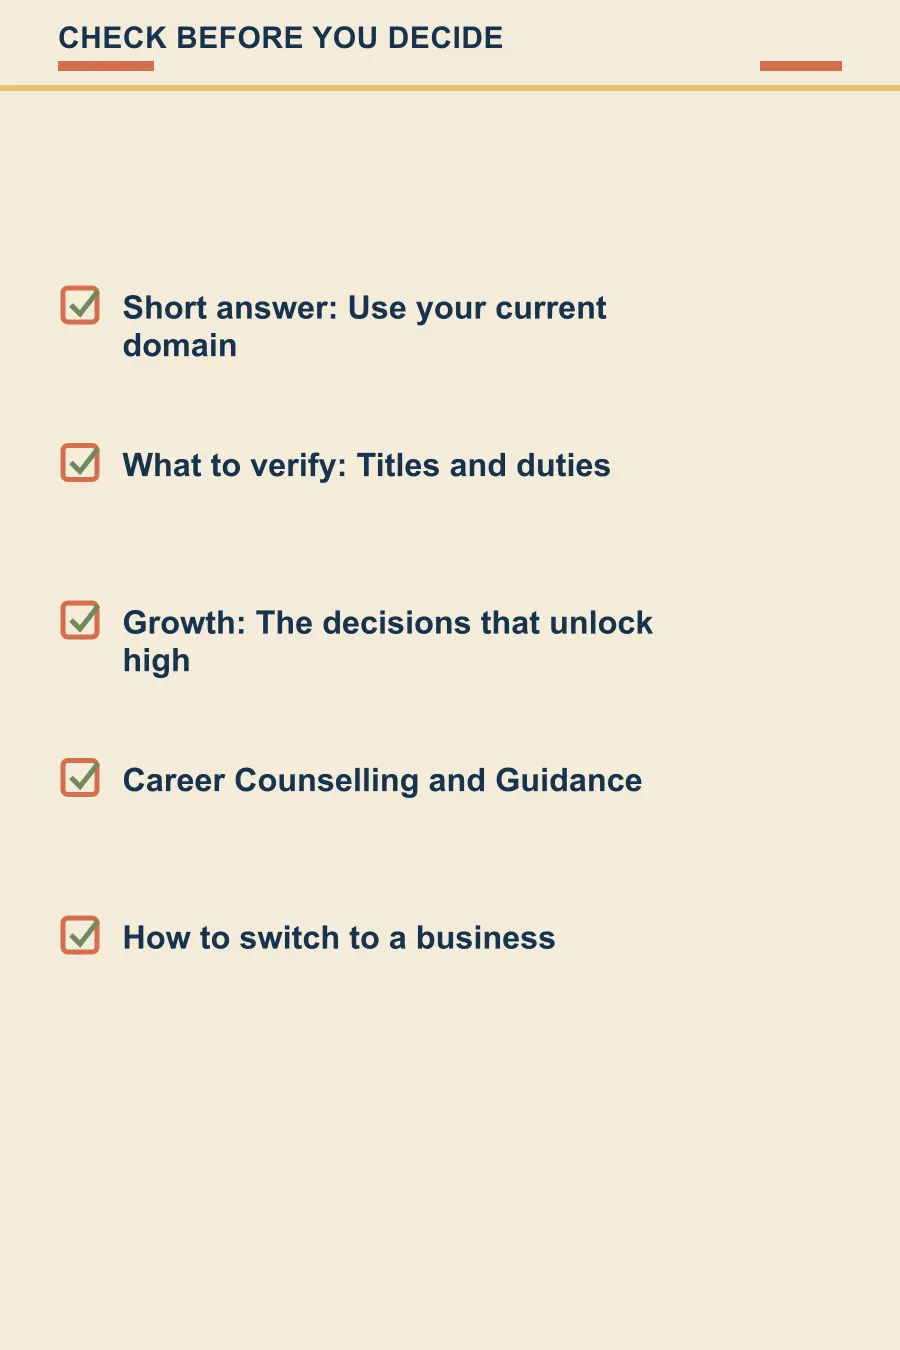 CHECK BEFORE YOU DECIDE
Short answer: Use your current
domain
What to verify: Titles and duties
Growth: The decisions that unlock
high
Career Counselling and Guidance
How to switch to a business